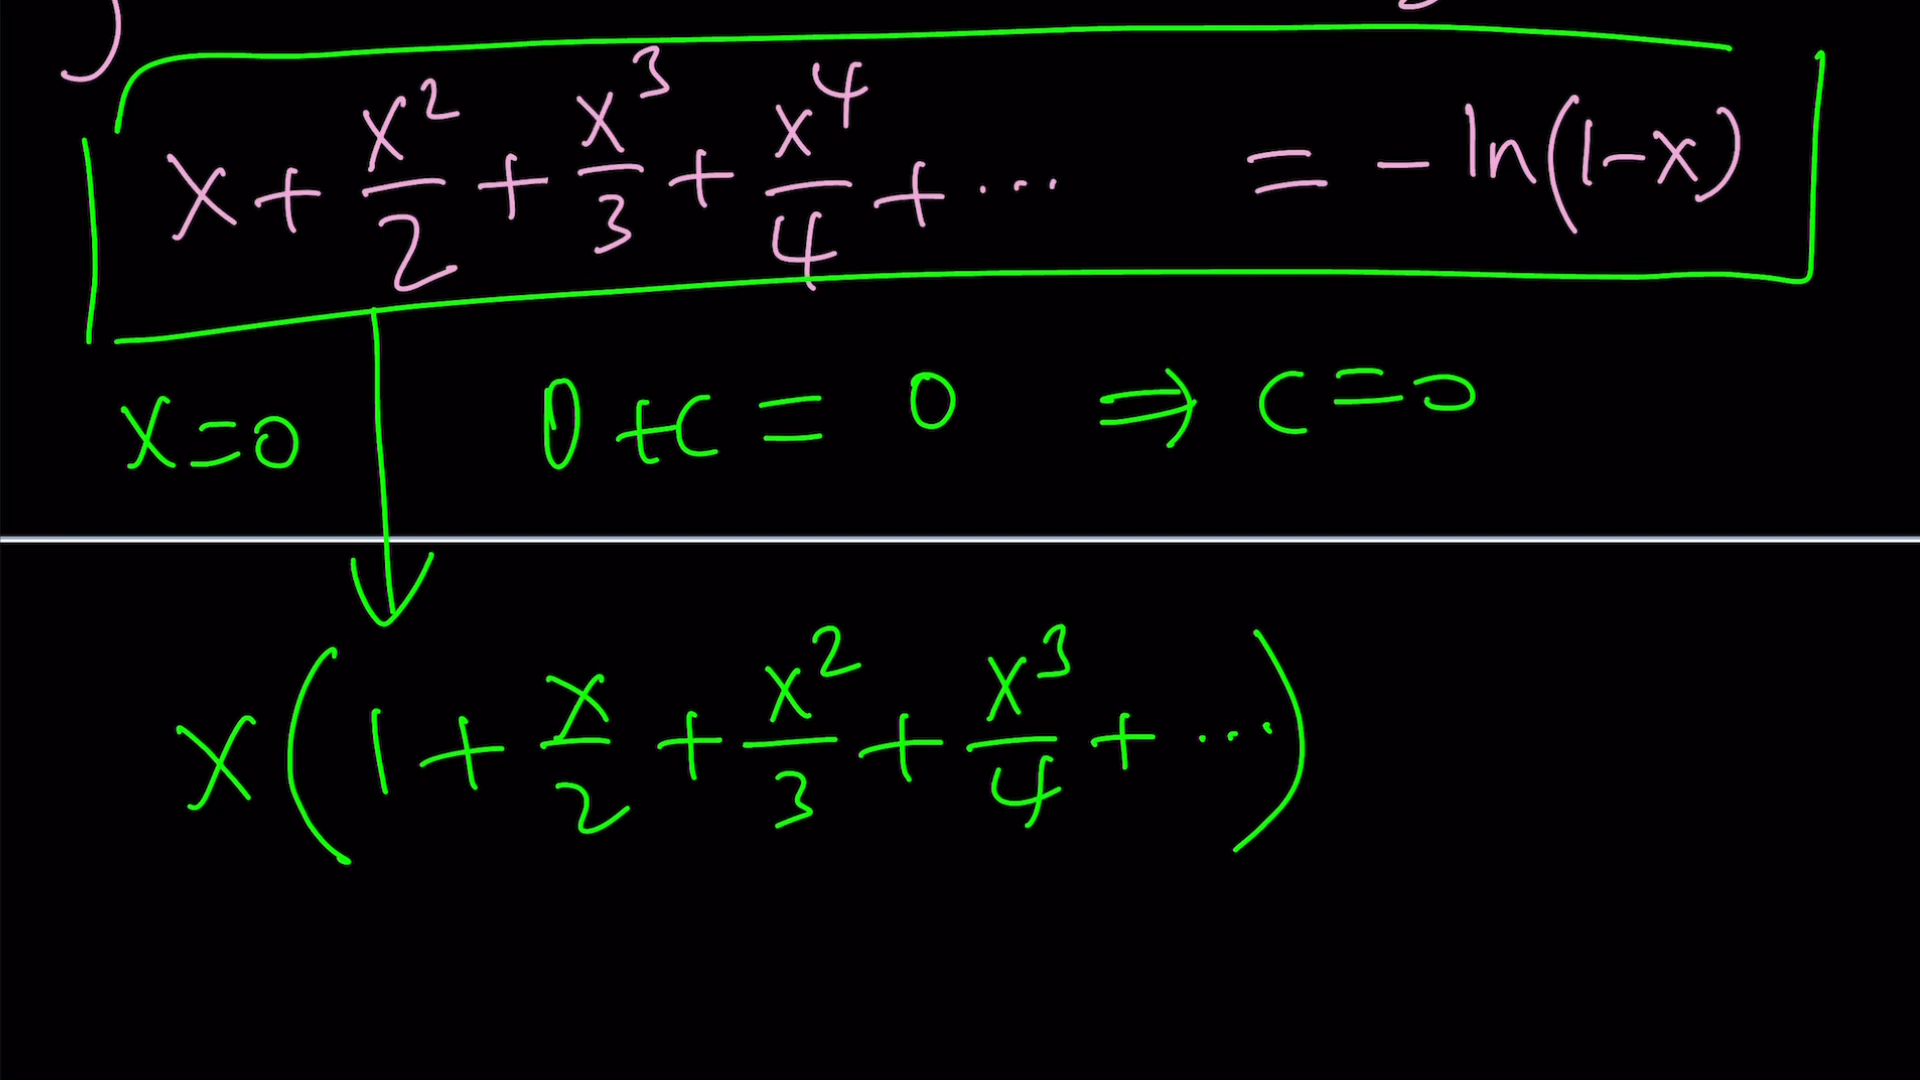 x + x²/2 + x³/3 + x⁴/4 + ... = - ln(1-x)
x=0 0+c = 0 ⇒ c=0
x(1 + x/2 + x²/3 + x³/4 + ...)